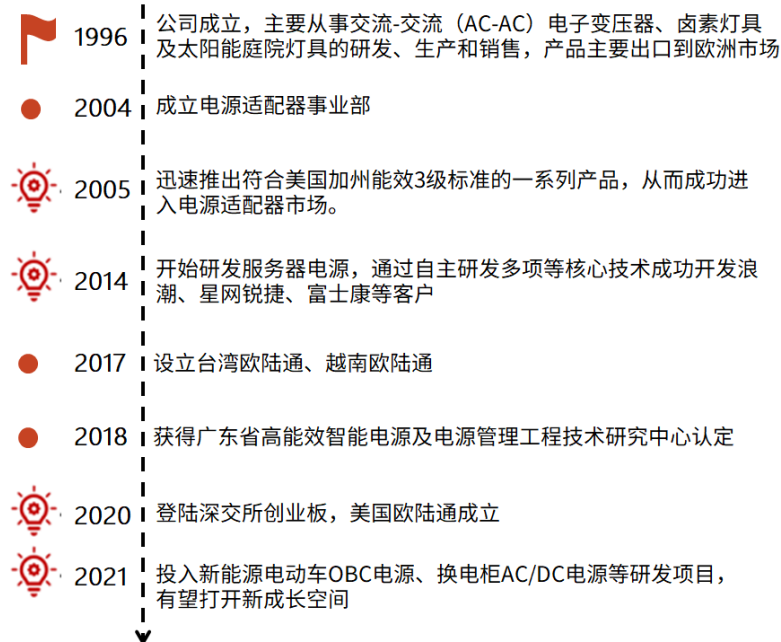 1996
公司成立，主要从事交流-交流（AC-AC）电子变压器、卤素灯具
及太阳能庭院灯具的研发、生产和销售，产品主要出口到欧洲市场
2004
成立电源适配器事业部
2005
迅速推出符合美国加州能效3级标准的一系列产品，从而成功进
入电源适配器市场。
2014
开始研发服务器电源，通过自主研发多项等核心技术成功开发浪
潮、星网锐捷、富士康等客户
2017
设立台湾欧陆通、越南欧陆通
2018
获得广东省高能效智能电源及电源管理工程技术研究中心认定
2020
登陆深交所创业板，美国欧陆通成立
2021
投入新能源电动车OBC电源、换电柜AC/DC电源等研发项目，
有望打开新成长空间